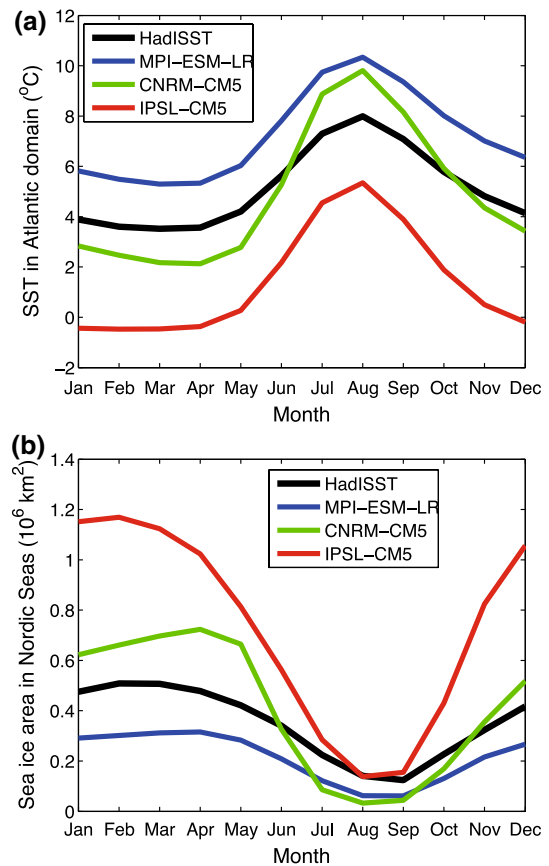 (a)
HadISST
MPI−ESM−LR
CNRM−CM5
IPSL−CM5
SST in Atlantic domain (°C)
12
10
8
6
4
2
0
−2
Jan Feb Mar Apr May Jun Jul Aug Sep Oct Nov Dec
Month
(b)
HadISST
MPI−ESM−LR
CNRM−CM5
IPSL−CM5
Sea ice area in Nordic Seas (10⁶ km²)
1.4
1.2
1
0.8
0.6
0.4
0.2
0
Jan Feb Mar Apr May Jun Jul Aug Sep Oct Nov Dec
Month